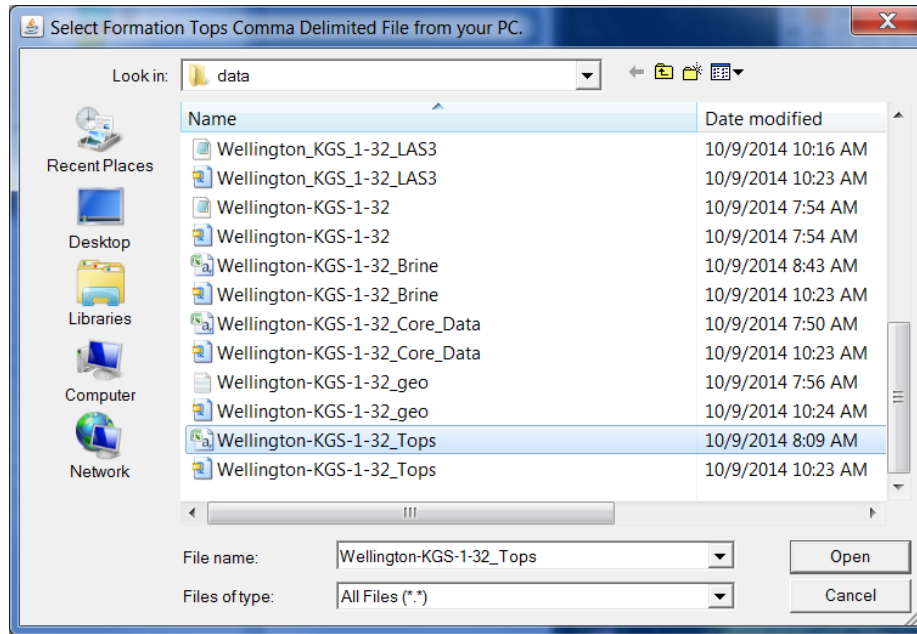 Select Formation Tops Comma Delimited File from your PC.
Look in: data
Name Date modified
Recent Places
Desktop
Libraries
Computer
Network
Wellington_KGS_1-32_LAS3 10/9/2014 10:16 AM
Wellington_KGS_1-32_LAS3 10/9/2014 10:23 AM
Wellington-KGS-1-32 10/9/2014 7:54 AM
Wellington-KGS-1-32 10/9/2014 7:54 AM
Wellington-KGS-1-32_Brine 10/9/2014 8:43 AM
Wellington-KGS-1-32_Brine 10/9/2014 10:23 AM
Wellington-KGS-1-32_Core_Data 10/9/2014 7:50 AM
Wellington-KGS-1-32_Core_Data 10/9/2014 10:23 AM
Wellington-KGS-1-32_geo 10/9/2014 7:56 AM
Wellington-KGS-1-32_geo 10/9/2014 10:24 AM
Wellington-KGS-1-32_Tops 10/9/2014 8:09 AM
Wellington-KGS-1-32_Tops 10/9/2014 10:23 AM
File name: Wellington-KGS-1-32_Tops Open
Files of type: All Files (*.*) Cancel